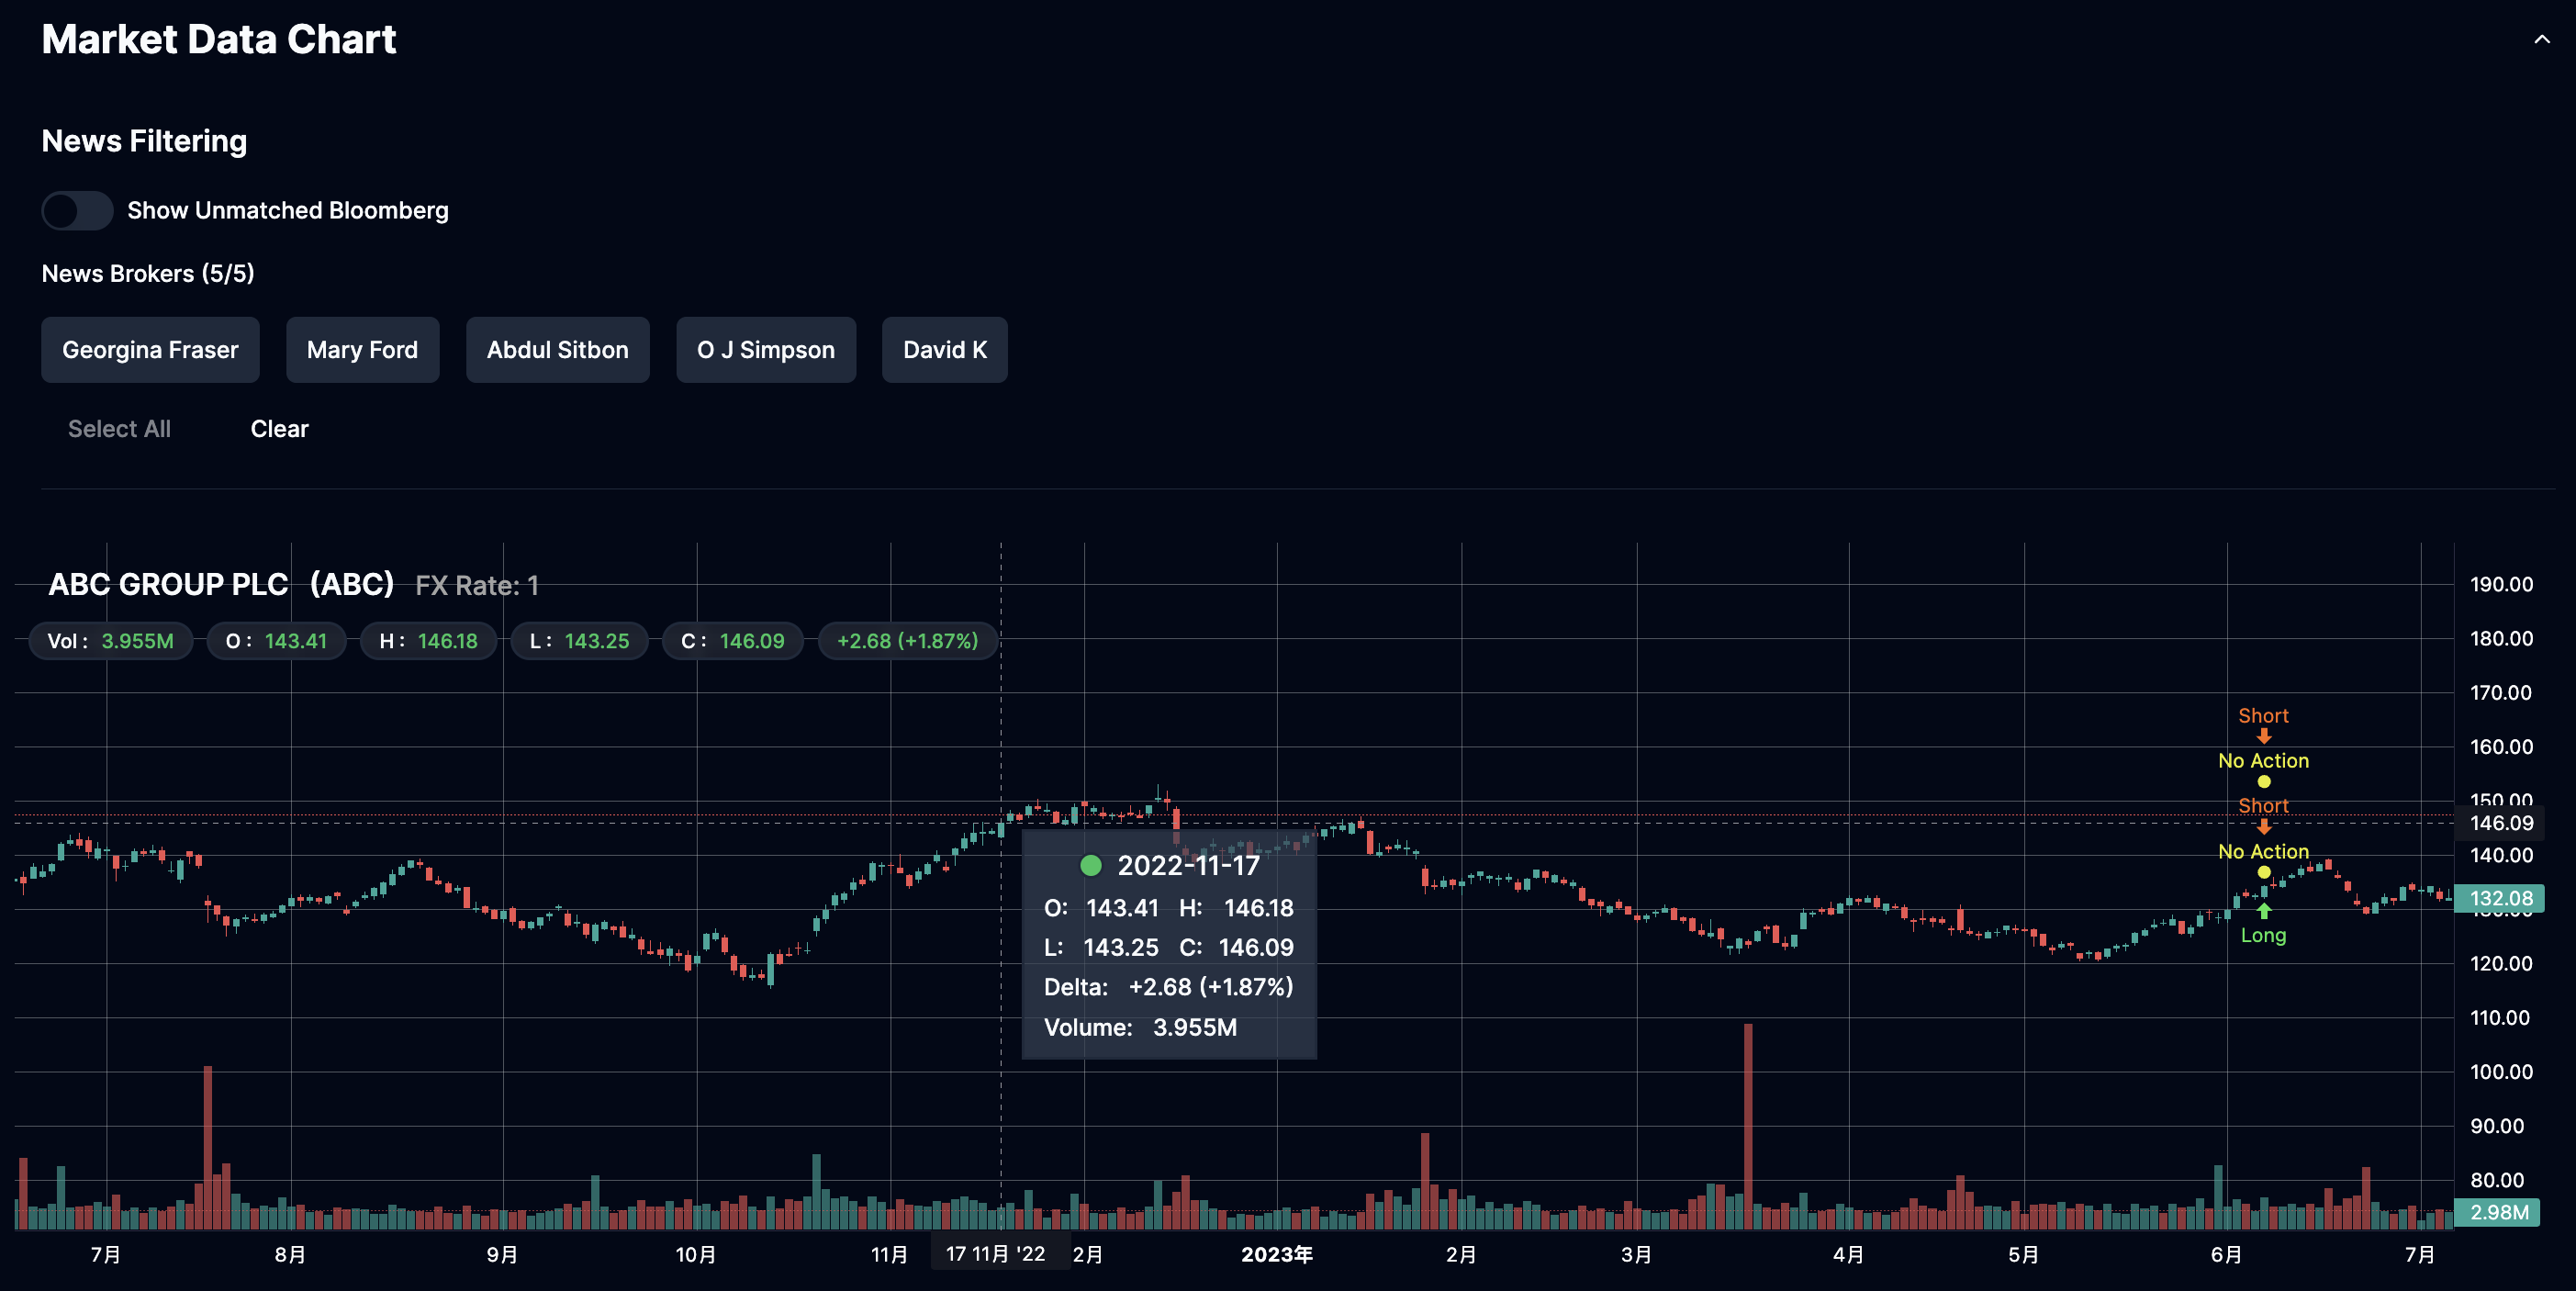 Market Data Chart
News Filtering
Show Unmatched Bloomberg
News Brokers (5/5)
Georgina Fraser
Mary Ford
Abdul Sitbon
O J Simpson
David K
Select All
Clear
ABC GROUP PLC (ABC) FX Rate: 1
Vol : 3.955M
O : 143.41
H : 146.18
L : 143.25
C : 146.09
+2.68 (+1.87%)
2022-11-17
O: 143.41 H: 146.18
L: 143.25 C: 146.09
Delta: +2.68 (+1.87%)
Volume: 3.955M
Short
No Action
Short
No Action
Long
190.00
180.00
170.00
160.00
150.00
146.09
140.00
132.08
130.00
120.00
110.00
100.00
90.00
80.00
2.98M
7月
8月
9月
10月
11月
17 11月 '22
2月
2023年
2月
3月
4月
5月
6月
7月